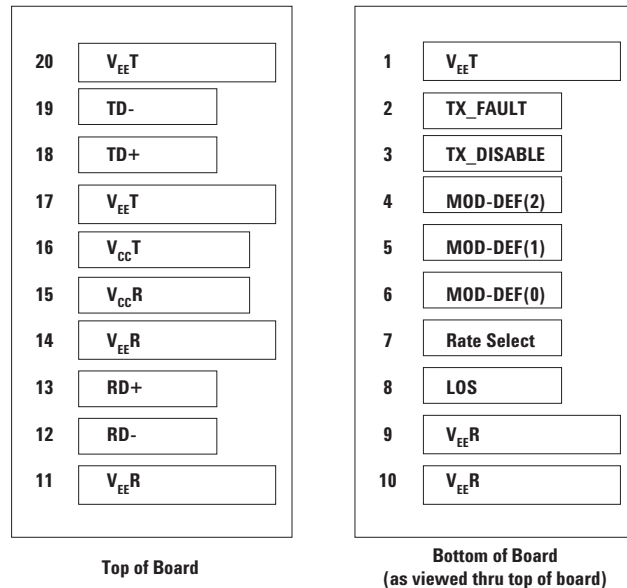 20 VEET
19 TD-
18 TD+
17 VEET
16 VCCT
15 VCCR
14 VEER
13 RD+
12 RD-
11 VEER
Top of Board
1 VEET
2 TX_FAULT
3 TX_DISABLE
4 MOD-DEF(2)
5 MOD-DEF(1)
6 MOD-DEF(0)
7 Rate Select
8 LOS
9 VEER
10 VEER
Bottom of Board
(as viewed thru top of board)